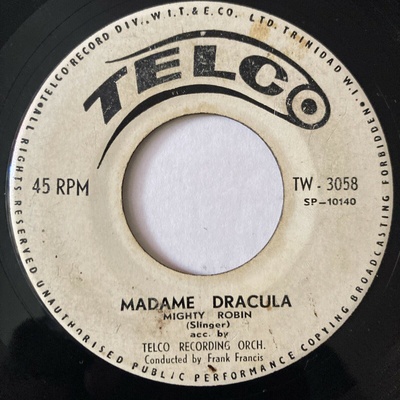 TELCO RECORD DIV., W.I.T. & E. CO. LTD. TRINIDAD W.I.
TELCO
45 RPM
TW - 3058
SP-10140
MADAME DRACULA
MIGHTY ROBIN
(Slinger)
acc. by
TELCO RECORDING ORCH.
Conducted by Frank Francis
ALL RIGHTS RESERVED UNAUTHORISED PUBLIC PERFORMANCE COPYING BROADCASTING FORBIDDEN